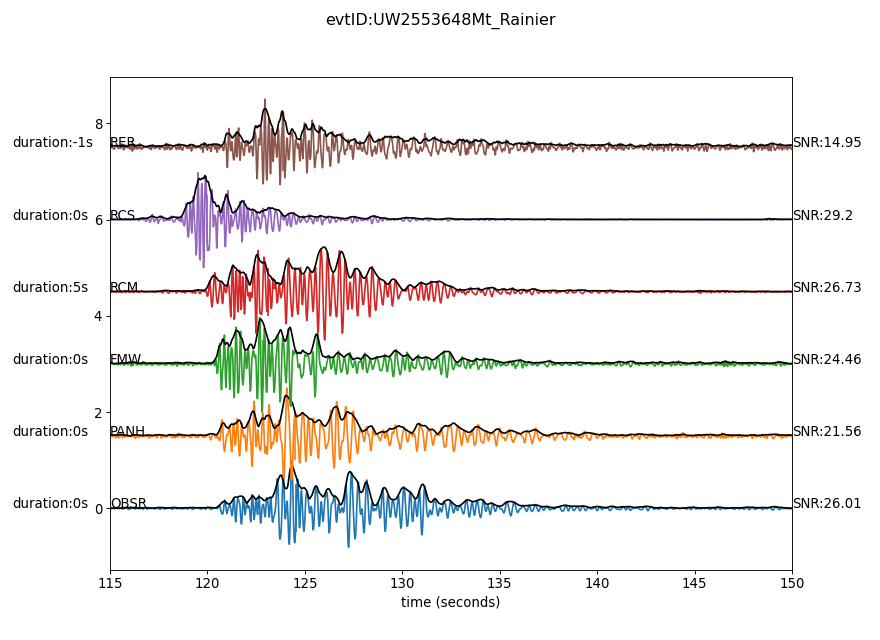 evtID:UW2553648Mt_Rainier
8
duration:-1s RER SNR:14.95
duration:0s RCS SNR:29.2
6
duration:5s RCM SNR:26.73
4
duration:0s FMW SNR:24.46
2
duration:0s PANH SNR:21.56
duration:0s OBSR SNR:26.01
0
115 120 125 130 135 140 145 150
time (seconds)